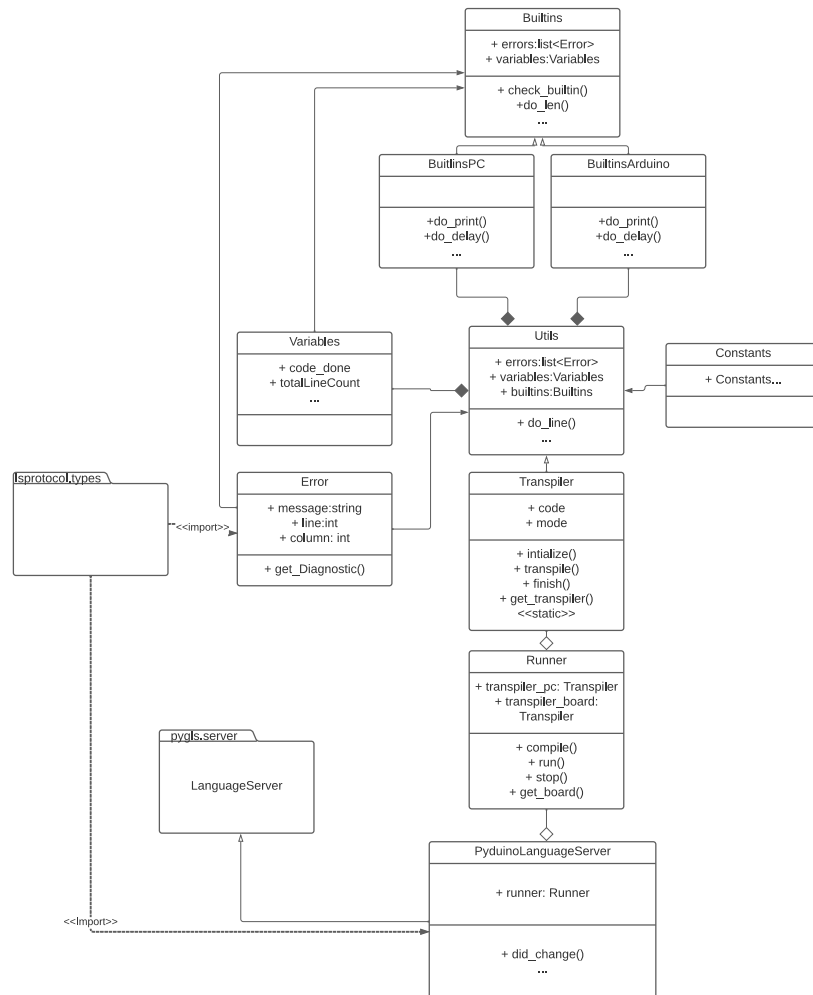 Builtins
+ errors:list<Error>
+ variables:Variables
+ check_builtin()
+do_len()
...
BuitlinsPC
+do_print()
+do_delay()
...
BuiltinsArduino
+do_print()
+do_delay()
...
Variables
+ code_done
+ totalLineCount
...
Utils
+ errors:list<Error>
+ variables:Variables
+ builtins:Builtins
+ do_line()
...
Constants
+ Constants...
lsprotocol.types
<<import>>
Error
+ message:string
+ line:int
+ column: int
+ get_Diagnostic()
Transpiler
+ code
+ mode
+ intialize()
+ transpile()
+ finish()
+ get_transpiler()
<<static>>
Runner
+ transpiler_pc: Transpiler
+ transpiler_board:
Transpiler
+ compile()
+ run()
+ stop()
+ get_board()
pygls.server
LanguageServer
PyduinoLanguageServer
+ runner: Runner
<<Import>>
+ did_change()
...